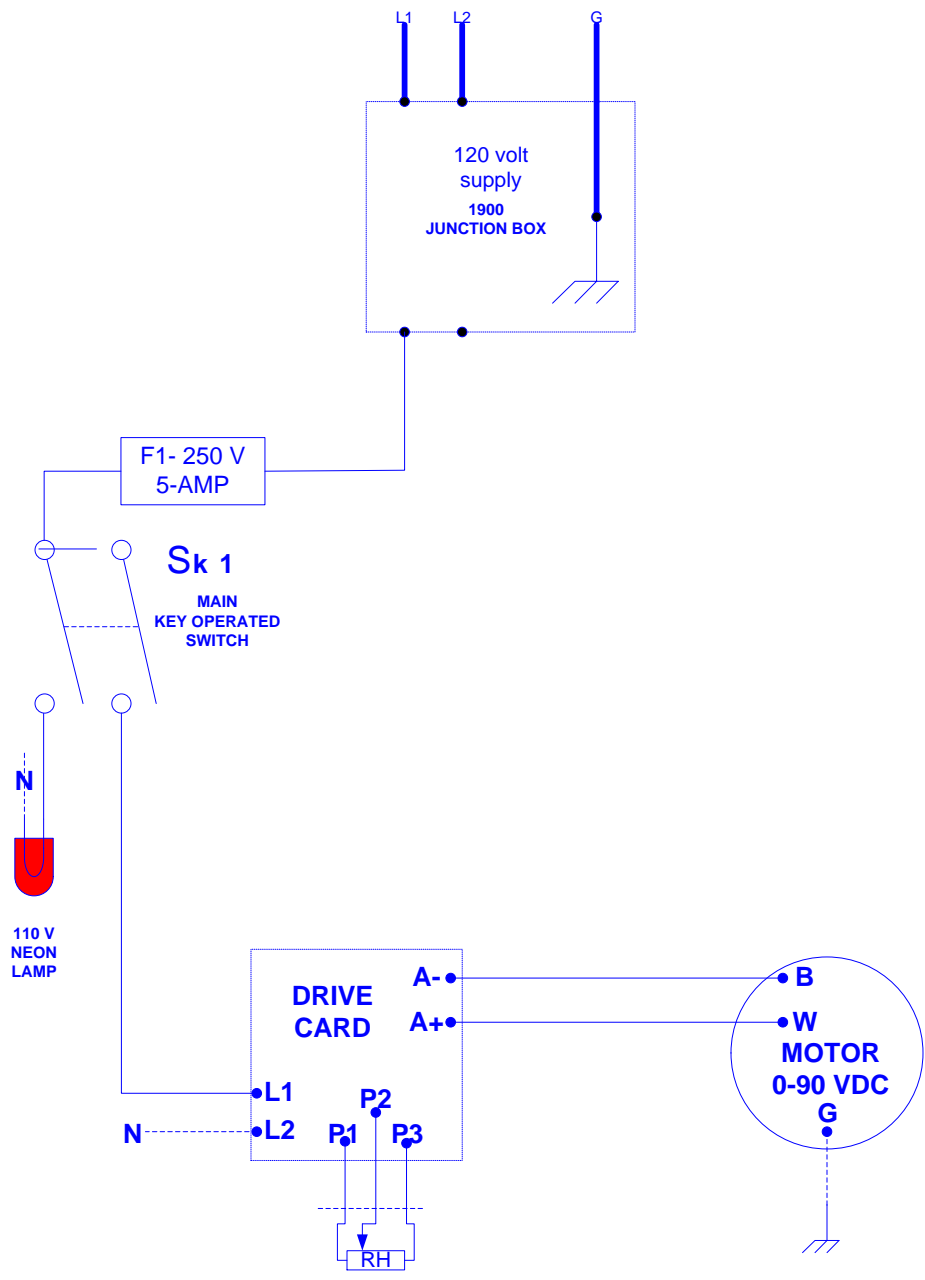 L1
L2
G
120 volt
supply
1900
JUNCTION BOX
F1- 250 V
5-AMP
Sk 1
MAIN
KEY OPERATED
SWITCH
N
110 V
NEON
LAMP
DRIVE
CARD
A-
A+
L1
L2
N
P1
P2
P3
RH
B
W
MOTOR
0-90 VDC
G